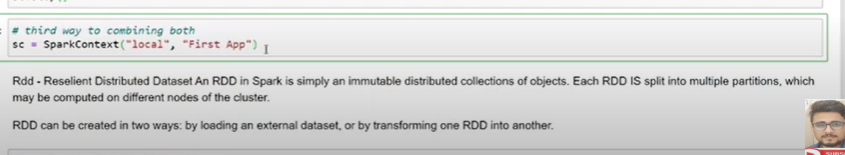 # third way to combining both
sc = SparkContext("local", "First App")
Rdd - Reselient Distributed Dataset An RDD in Spark is simply an immutable distributed collections of objects. Each RDD IS split into multiple partitions, which
may be computed on different nodes of the cluster.
RDD can be created in two ways: by loading an external dataset, or by transforming one RDD into another.